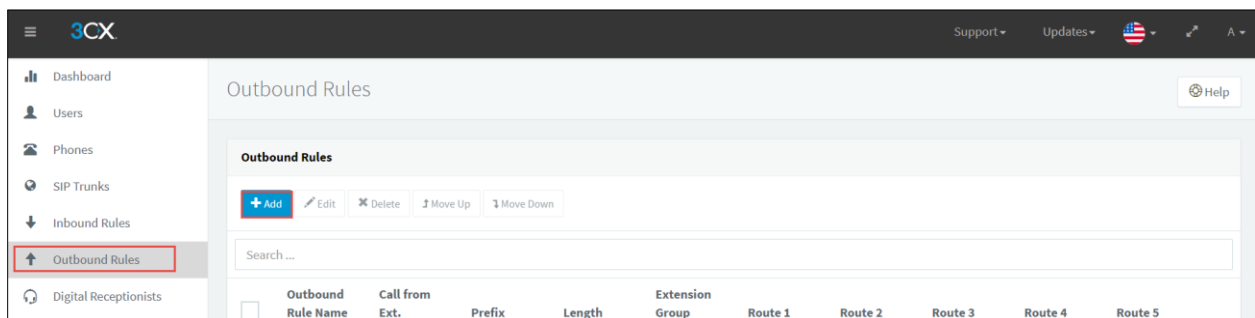 3CX
Support
Updates
A
Dashboard
Users
Phones
SIP Trunks
Inbound Rules
Outbound Rules
Digital Receptionists
Outbound Rules
Help
Outbound Rules
Add Edit Delete Move Up Move Down
Search ...
Outbound Rule Name Call from Ext. Prefix Length Extension Group Route 1 Route 2 Route 3 Route 4 Route 5